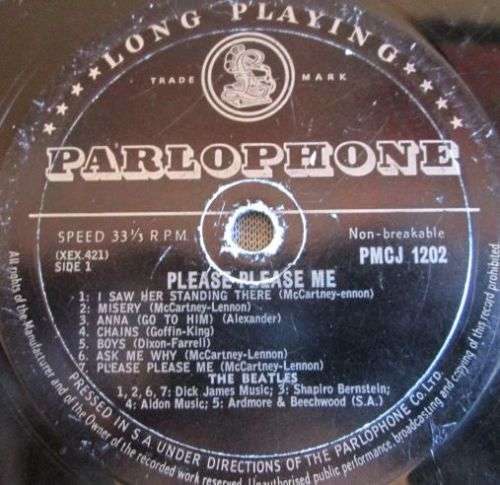 ★★★★★ LONG PLAYING ★★★★★
TRADE MARK
PARLOPHONE
SPEED 33⅓ R.P.M.
Non-breakable
(XEX.421)
PMCJ 1202
SIDE 1
PLEASE PLEASE ME
1: I SAW HER STANDING THERE (McCartney-ennon)
2: MISERY (McCartney-Lennon)
3: ANNA (GO TO HIM) (Alexander)
4: CHAINS (Goffin-King)
5: BOYS (Dixon-Farrell)
6: ASK ME WHY (McCartney-Lennon)
7: PLEASE PLEASE ME (McCartney-Lennon)
THE BEATLES
1, 2, 6, 7: Dick James Music; 3: Shapiro Bernstein;
4: Aldon Music; 5: Ardmore & Beechwood (S.A.)
PRESSED IN S A UNDER DIRECTIONS OF THE PARLOPHONE CO. LTD.
All rights of the Manufacturer and of the Owner of the recorded work reserved. Unauthorised public performance, broadcasting and copying of this record